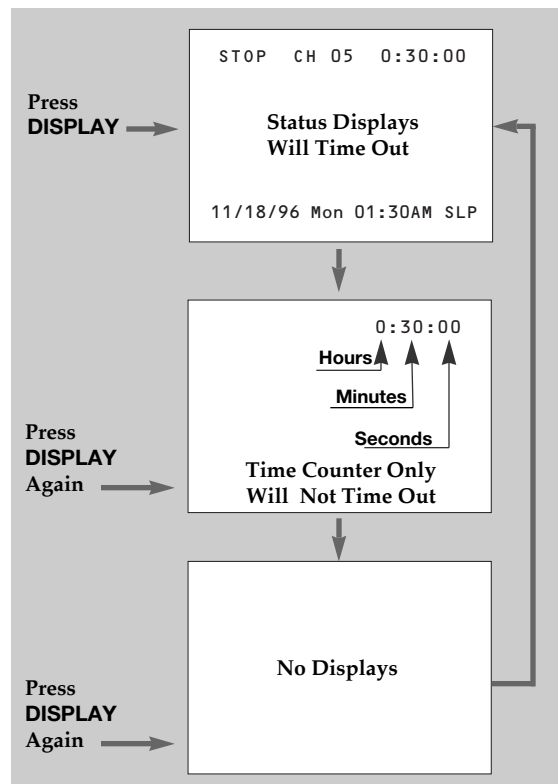 STOP CH 05 0:30:00
Press
DISPLAY
Status Displays
Will Time Out
11/18/96 Mon 01:30AM SLP
0:30:00
Hours
Minutes
Seconds
Press
DISPLAY
Again
Time Counter Only
Will Not Time Out
No Displays
Press
DISPLAY
Again